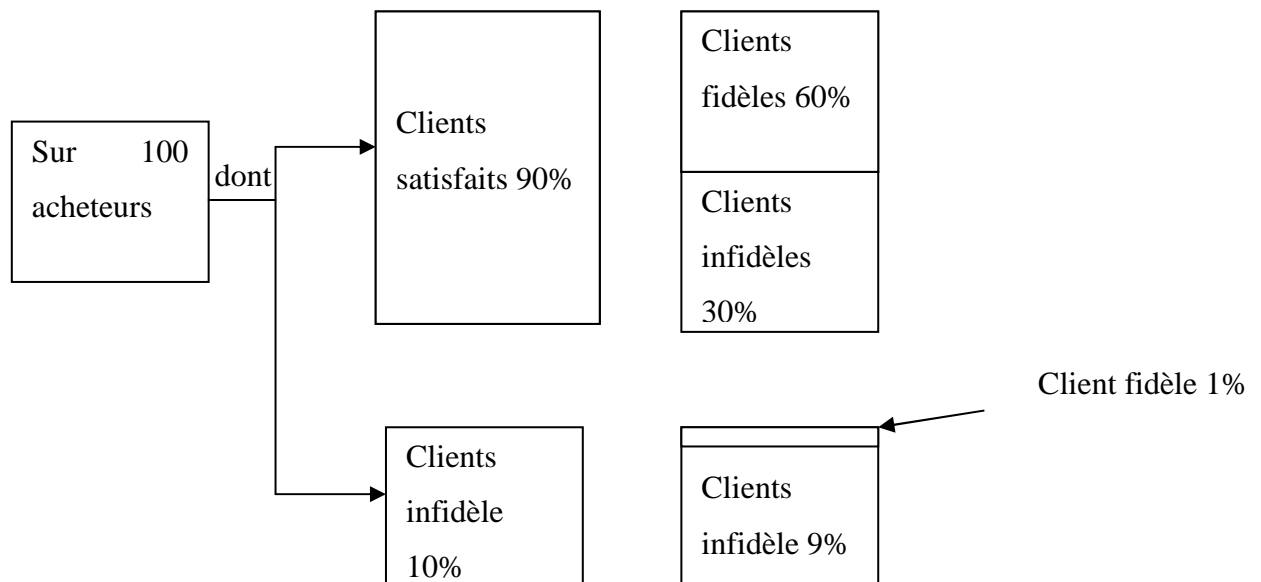 Sur 100
acheteurs
dont
Clients
satisfaits 90%
Clients
fidèles 60%
Clients
infidèles
30%
Client fidèle 1%
Clients
infidèle
10%
Clients
infidèle 9%